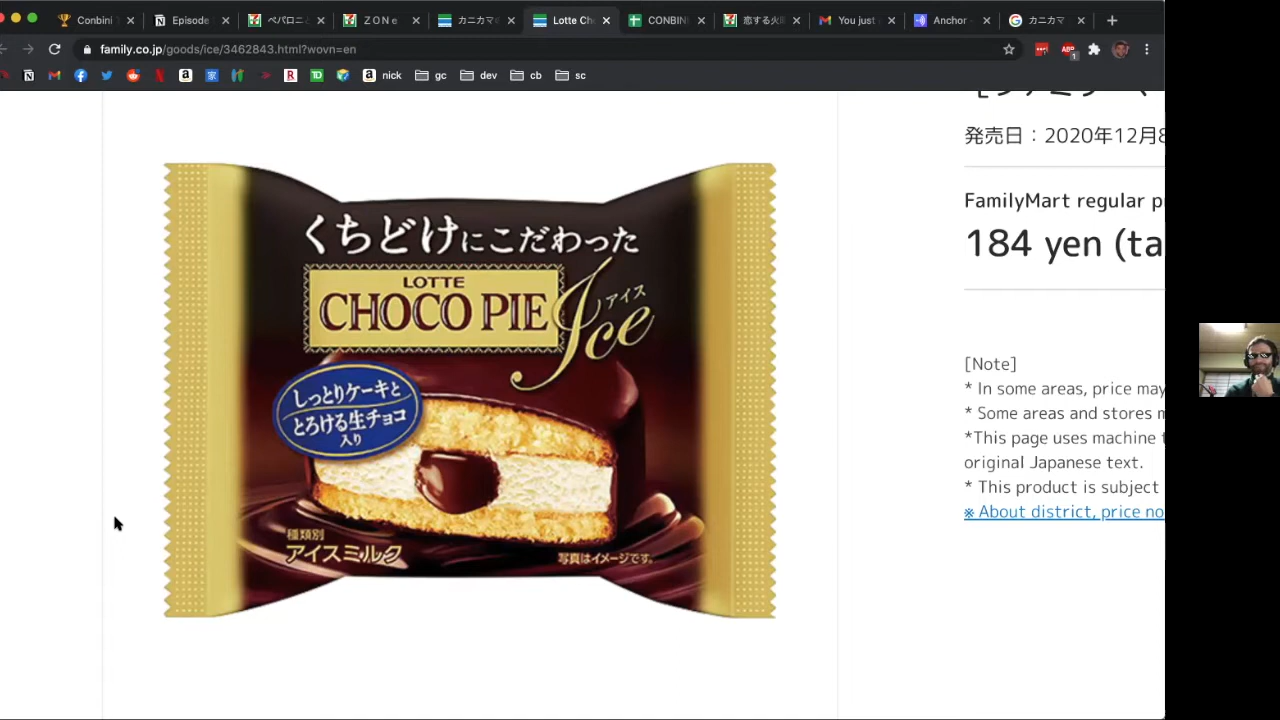 Conbini
Episode
ペパロニ
ZONe
カニカマ
Lotte Ch
CONBIN
恋する火
You just
Anchor -
カニカマ
family.co.jp/goods/ice/3462843.html?wovn=en
nick
gc
dev
cb
sc
発売日：2020年12月8
FamilyMart regular p
184 yen (ta
[Note]
* In some areas, price may
* Some areas and stores m
*This page uses machine t
original Japanese text.
* This product is subject
※ About district, price no
くちどけにこだわった
LOTTE
CHOCO PIE
Ice
アイス
しっとりケーキと
とろける生チョコ
入り
種類別
アイスミルク
写真はイメージです。